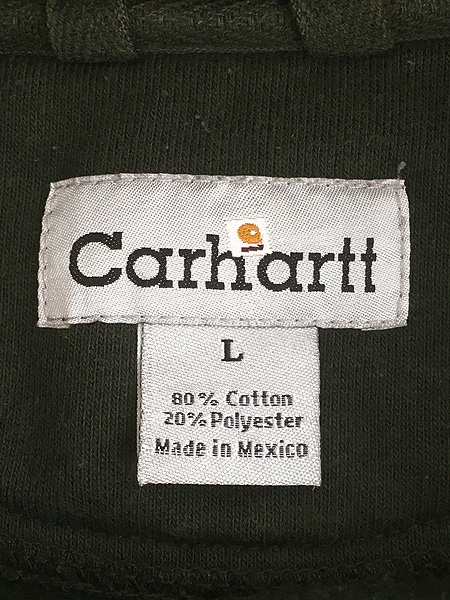 Carhartt
L
80% Cotton
20% Polyester
Made in Mexico